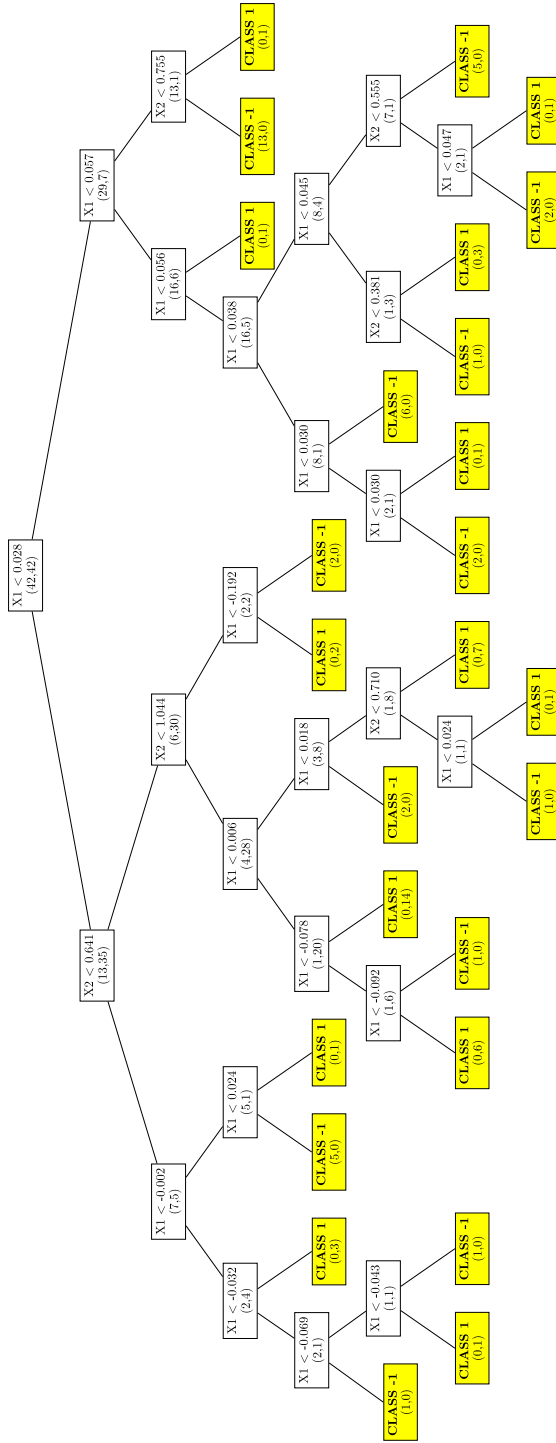 X1 < 0.028
(42,42)
X2 < 0.641
(13,35)
X1 < 0.057
(29,7)
X1 < -0.002
(7,5)
X2 < 1.044
(6,30)
X1 < 0.056
(16,6)
X2 < 0.755
(13,1)
X1 < -0.032
(2,4)
X1 < 0.024
(5,1)
X1 < 0.006
(4,28)
X1 < -0.192
(2,2)
X1 < 0.038
(16,5)
CLASS 1
(0,1)
CLASS -1
(13,0)
CLASS 1
(0,1)
X1 < -0.069
(2,1)
CLASS 1
(0,3)
CLASS -1
(5,0)
CLASS 1
(0,1)
X1 < -0.078
(1,20)
X1 < 0.018
(3,8)
CLASS 1
(0,2)
CLASS -1
(2,0)
X1 < 0.030
(8,1)
X1 < 0.045
(8,4)
CLASS -1
(1,0)
X1 < -0.043
(1,1)
X1 < -0.092
(1,6)
CLASS 1
(0,14)
CLASS -1
(2,0)
X2 < 0.710
(1,8)
X1 < 0.030
(2,1)
CLASS -1
(6,0)
X2 < 0.381
(1,3)
X2 < 0.555
(7,1)
CLASS 1
(0,1)
CLASS -1
(1,0)
CLASS 1
(0,6)
CLASS -1
(1,0)
X1 < 0.024
(1,1)
CLASS 1
(0,7)
CLASS -1
(2,0)
CLASS 1
(0,1)
CLASS -1
(1,0)
CLASS 1
(0,3)
X1 < 0.047
(2,1)
CLASS -1
(5,0)
CLASS -1
(1,0)
CLASS 1
(0,1)
CLASS -1
(2,0)
CLASS 1
(0,1)